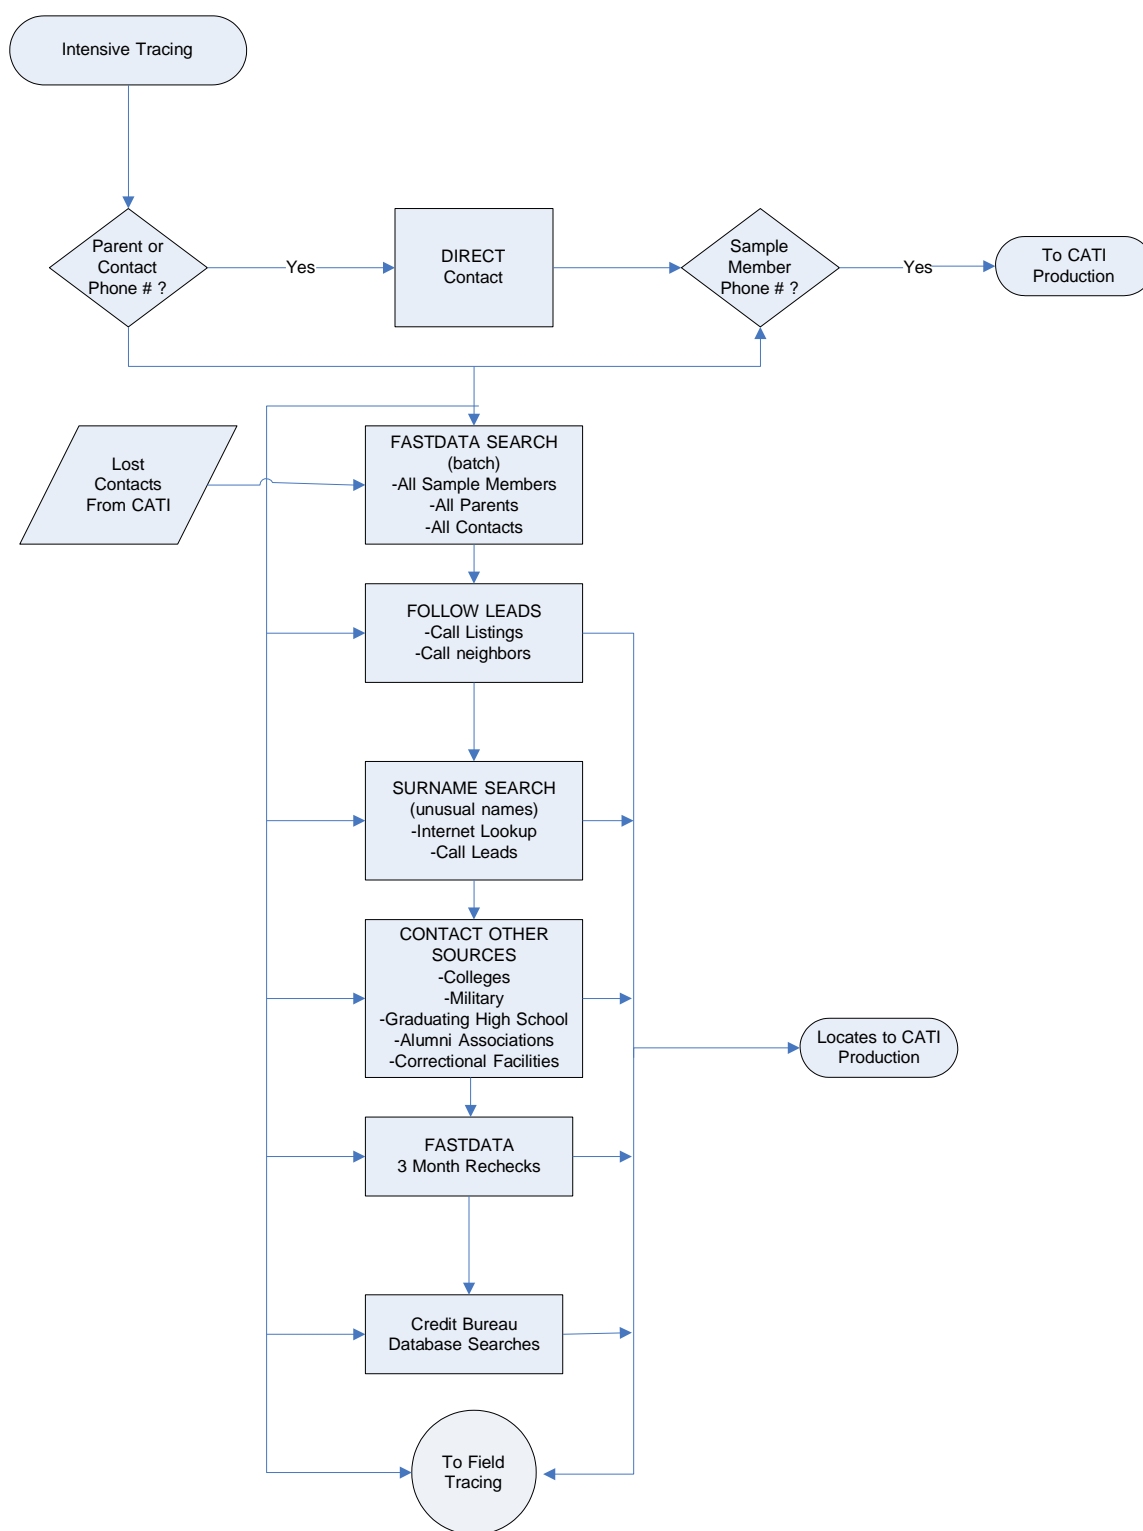 Intensive Tracing
Parent or
Contact
Phone # ?
Yes
DIRECT
Contact
Sample
Member
Phone # ?
Yes
To CATI
Production
Lost
Contacts
From CATI
FASTDATA SEARCH
(batch)
-All Sample Members
-All Parents
-All Contacts
FOLLOW LEADS
-Call Listings
-Call neighbors
SURNAME SEARCH
(unusual names)
-Internet Lookup
-Call Leads
CONTACT OTHER
SOURCES
-Colleges
-Military
-Graduating High School
-Alumni Associations
-Correctional Facilities
Locates to CATI
Production
FASTDATA
3 Month Rechecks
Credit Bureau
Database Searches
To Field
Tracing